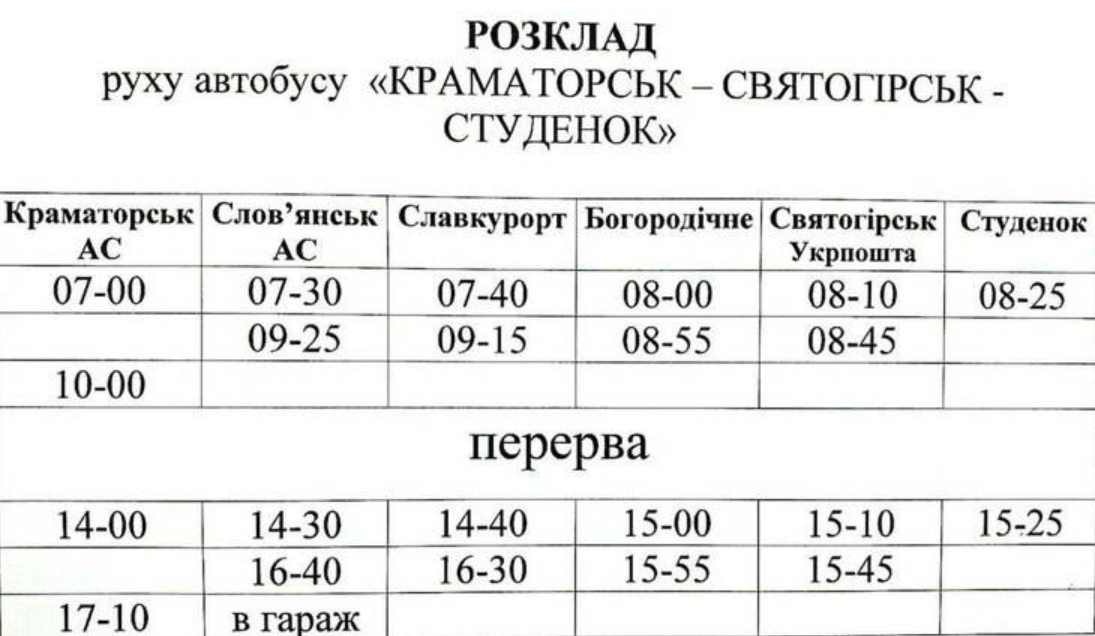 РОЗКЛАД
руху автобусу «КРАМАТОРСЬК – СВЯТОГІРСЬК -
СТУДЕНОК»
Краматорськ АС Слов’янськ АС Славкурорт Богородічне Святогірськ Укрпошта Студенок
07-00 07-30 07-40 08-00 08-10 08-25
09-25 09-15 08-55 08-45
10-00
перерва
14-00 14-30 14-40 15-00 15-10 15-25
16-40 16-30 15-55 15-45
17-10 в гараж